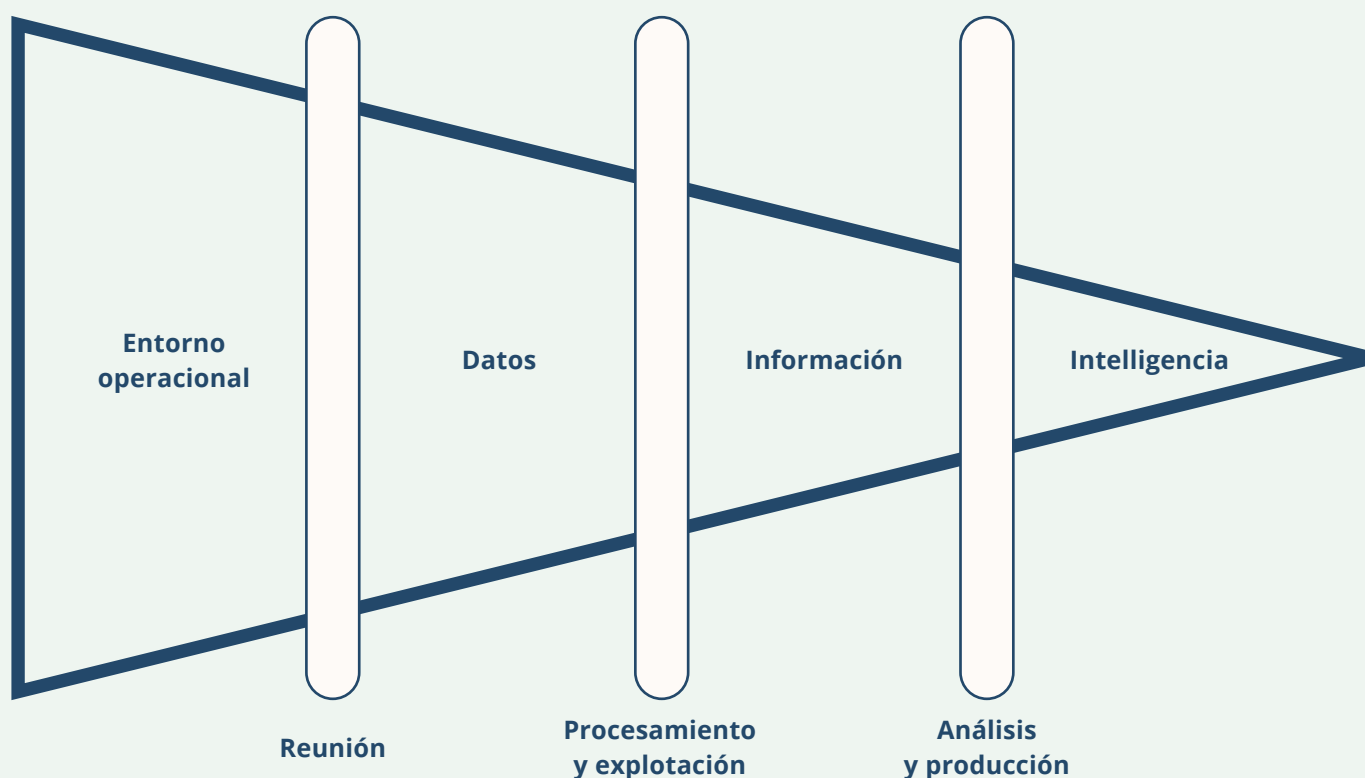 Entorno
operacional
Datos
Información
Intelligencia
Reunión
Procesamiento
y explotación
Análisis
y producción